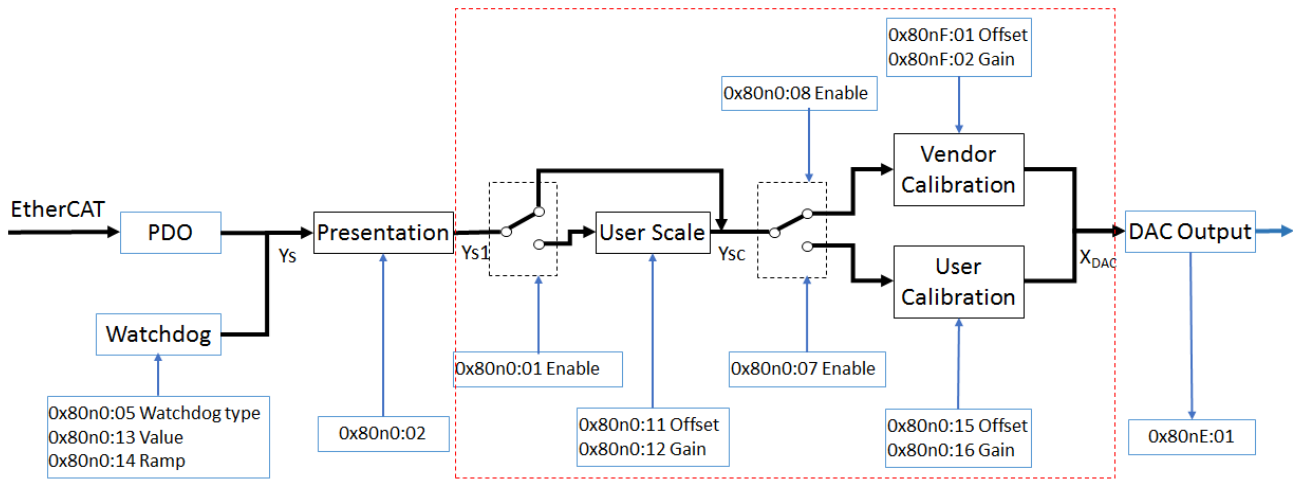 0x80nF:01 Offset
0x80nF:02 Gain
0x80n0:08 Enable
Vendor
Calibration
EtherCAT
PDO
Ys
Presentation
Ys1
User Scale
Ysc
User
Calibration
XDAC
DAC Output
Watchdog
0x80n0:01 Enable
0x80n0:07 Enable
0x80n0:05 Watchdog type
0x80n0:13 Value
0x80n0:14 Ramp
0x80n0:02
0x80n0:11 Offset
0x80n0:12 Gain
0x80n0:15 Offset
0x80n0:16 Gain
0x80nE:01